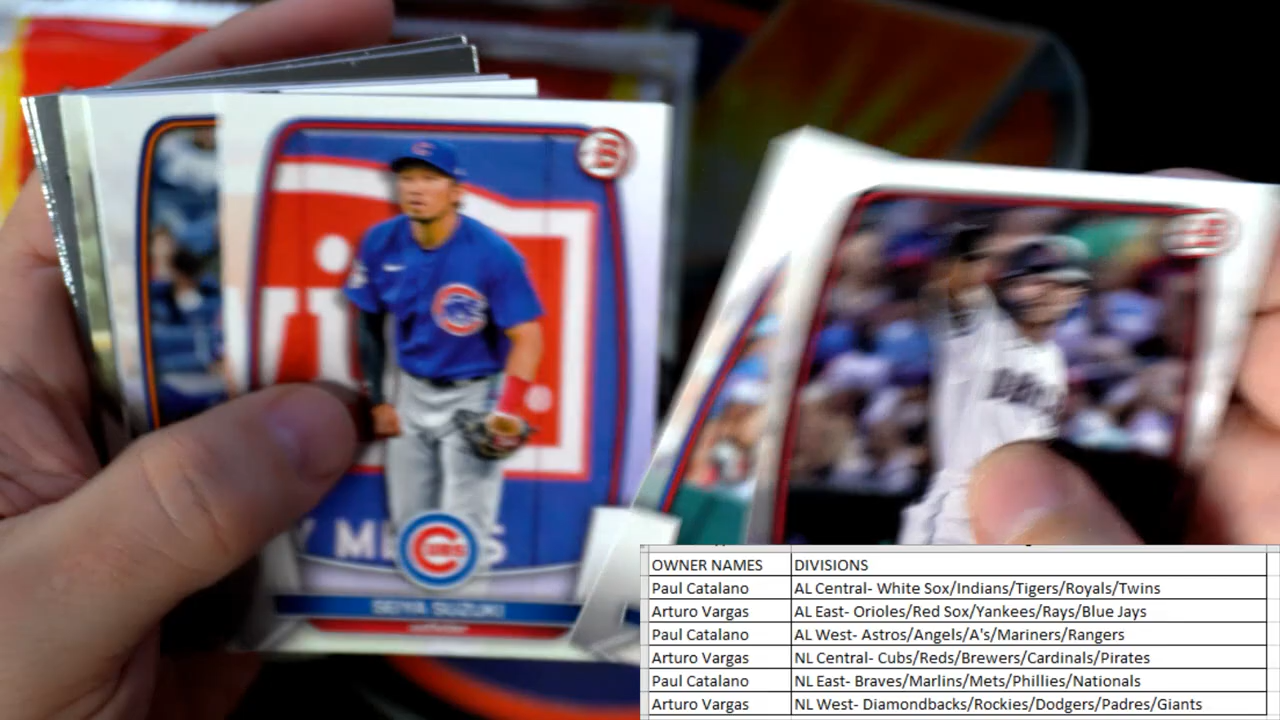 CUBS
SEIYA SUZUKI
OWNER NAMES DIVISIONS
Paul Catalano AL Central- White Sox/Indians/Tigers/Royals/Twins
Arturo Vargas AL East- Orioles/Red Sox/Yankees/Rays/Blue Jays
Paul Catalano AL West- Astros/Angels/A's/Mariners/Rangers
Arturo Vargas NL Central- Cubs/Reds/Brewers/Cardinals/Pirates
Paul Catalano NL East- Braves/Marlins/Mets/Phillies/Nationals
Arturo Vargas NL West- Diamondbacks/Rockies/Dodgers/Padres/Giants